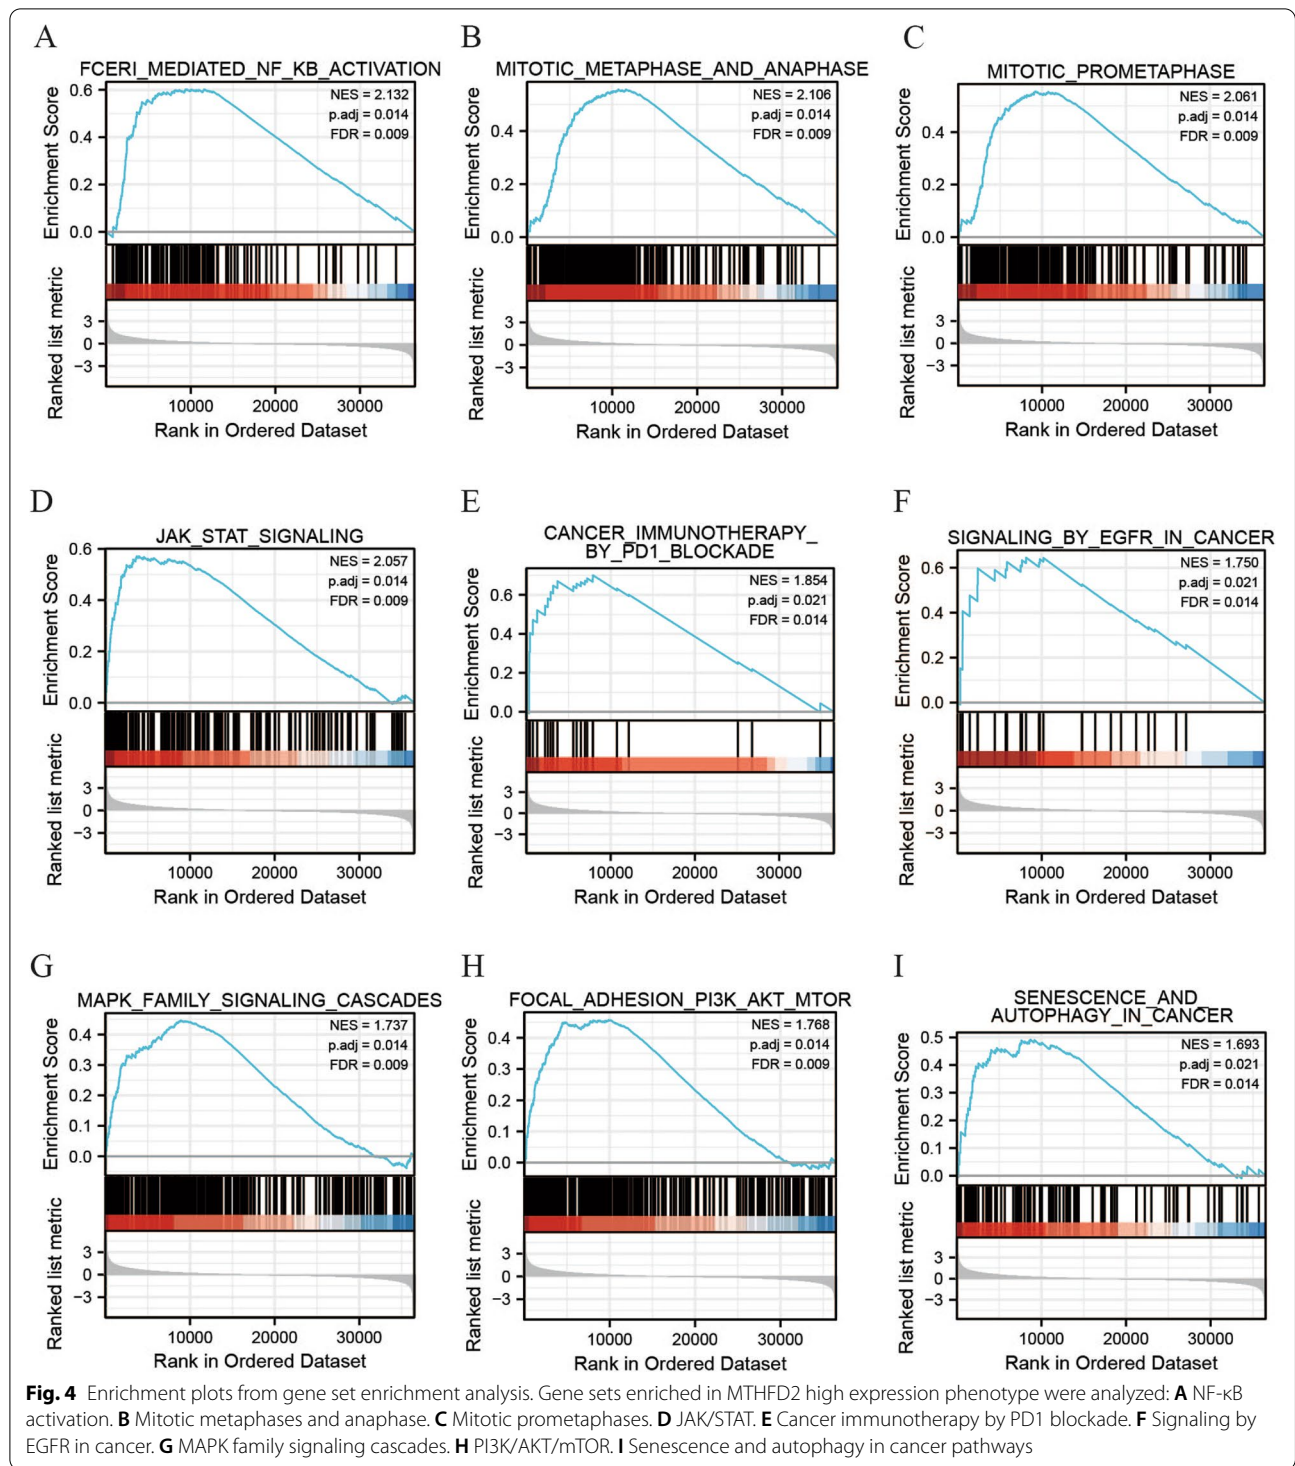 A
FCERI_MEDIATED_NF_KB_ACTIVATION
NES = 2.132
p.adj = 0.014
FDR = 0.009
Enrichment Score
0.6
0.4
0.2
0.0
Ranked list metric
3
0
−3
10000 20000 30000
Rank in Ordered Dataset
B
MITOTIC_METAPHASE_AND_ANAPHASE
NES = 2.106
p.adj = 0.014
FDR = 0.009
Enrichment Score
0.4
0.2
0.0
Ranked list metric
3
0
−3
10000 20000 30000
Rank in Ordered Dataset
C
MITOTIC_PROMETAPHASE
NES = 2.061
p.adj = 0.014
FDR = 0.009
Enrichment Score
0.4
0.2
0.0
Ranked list metric
3
0
−3
10000 20000 30000
Rank in Ordered Dataset
D
JAK_STAT_SIGNALING
NES = 2.057
p.adj = 0.014
FDR = 0.009
Enrichment Score
0.6
0.4
0.2
0.0
Ranked list metric
3
0
−3
10000 20000 30000
Rank in Ordered Dataset
E
CANCER_IMMUNOTHERAPY_
BY_PD1_BLOCKADE
NES = 1.854
p.adj = 0.021
FDR = 0.014
Enrichment Score
0.6
0.4
0.2
0.0
Ranked list metric
3
0
−3
10000 20000 30000
Rank in Ordered Dataset
F
SIGNALING_BY_EGFR_IN_CANCER
NES = 1.750
p.adj = 0.021
FDR = 0.014
Enrichment Score
0.6
0.4
0.2
0.0
Ranked list metric
3
0
−3
10000 20000 30000
Rank in Ordered Dataset
G
MAPK_FAMILY_SIGNALING_CASCADES
NES = 1.737
p.adj = 0.014
FDR = 0.009
Enrichment Score
0.4
0.3
0.2
0.1
0.0
Ranked list metric
3
0
−3
10000 20000 30000
Rank in Ordered Dataset
H
FOCAL_ADHESION_PI3K_AKT_MTOR
NES = 1.768
p.adj = 0.014
FDR = 0.009
Enrichment Score
0.4
0.3
0.2
0.1
0.0
Ranked list metric
3
0
−3
10000 20000 30000
Rank in Ordered Dataset
I
SENESCENCE_AND_
AUTOPHAGY_IN_CANCER
NES = 1.693
p.adj = 0.021
FDR = 0.014
Enrichment Score
0.5
0.4
0.3
0.2
0.1
0.0
Ranked list metric
3
0
−3
10000 20000 30000
Rank in Ordered Dataset
Fig. 4 Enrichment plots from gene set enrichment analysis. Gene sets enriched in MTHFD2 high expression phenotype were analyzed: A NF-κB
activation. B Mitotic metaphases and anaphase. C Mitotic prometaphases. D JAK/STAT. E Cancer immunotherapy by PD1 blockade. F Signaling by
EGFR in cancer. G MAPK family signaling cascades. H PI3K/AKT/mTOR. I Senescence and autophagy in cancer pathways